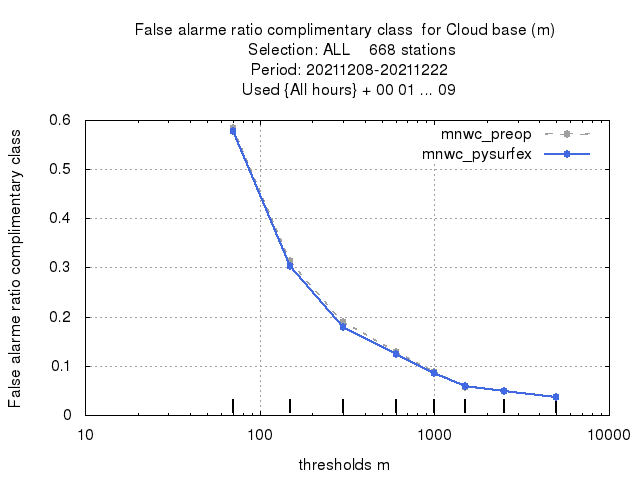 False alarme ratio complimentary class  for Cloud base (m)
Selection: ALL    668 stations
Period: 20211208-20211222
Used {All hours} + 00 01 ... 09
False alarme ratio complimentary class
0.6
0.5
0.4
0.3
0.2
0.1
0
mnwc_preop
mnwc_pysurfex
10 100 1000 10000
thresholds m